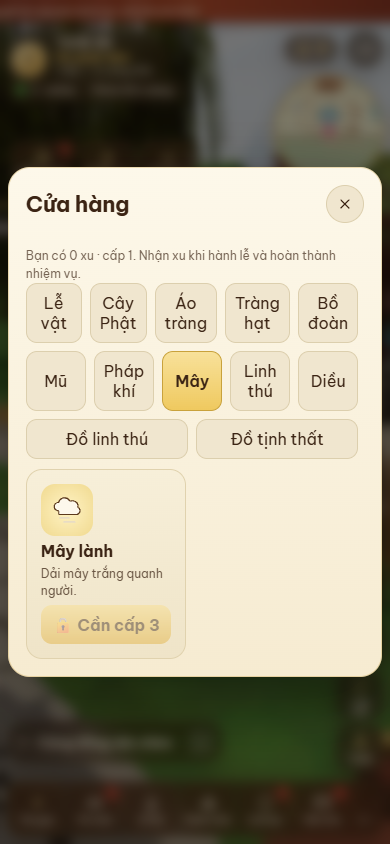 Cửa hàng
Bạn có 0 xu · cấp 1. Nhận xu khi hành lễ và hoàn thành
nhiệm vụ.
Lễ
vật
Cây
Phật
Áo
tràng
Tràng
hạt
Bồ
đoàn
Mũ
Pháp
khí
Mây
Linh
thú
Diều
Đồ linh thú
Đồ tịnh thất
Mây lành
Dải mây trắng quanh
người.
Cần cấp 3